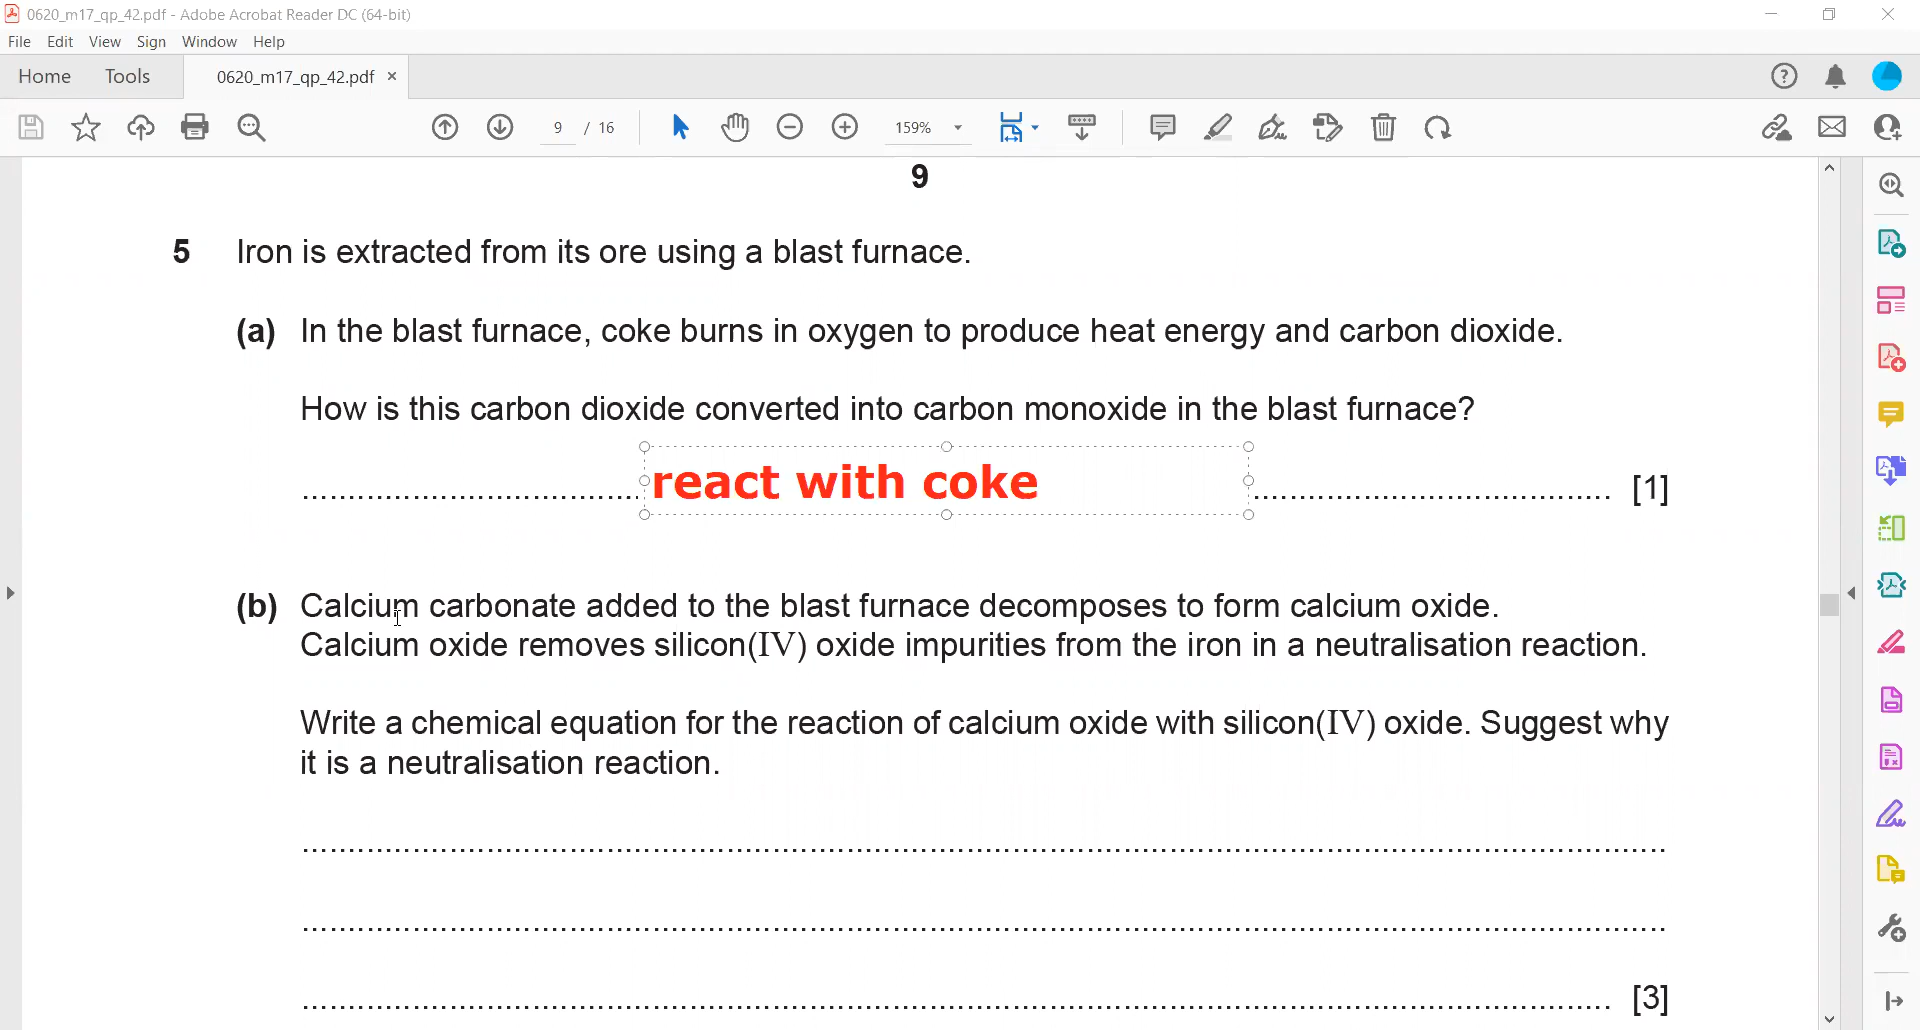 0620_m17_qp_42.pdf - Adobe Acrobat Reader DC (64-bit)
File Edit View Sign Window Help
Home Tools 0620_m17_qp_42.pdf ×
9 / 16 159%
9
5 Iron is extracted from its ore using a blast furnace.
(a) In the blast furnace, coke burns in oxygen to produce heat energy and carbon dioxide.
How is this carbon dioxide converted into carbon monoxide in the blast furnace?
react with coke [1]
(b) Calcium carbonate added to the blast furnace decomposes to form calcium oxide.
Calcium oxide removes silicon(IV) oxide impurities from the iron in a neutralisation reaction.
Write a chemical equation for the reaction of calcium oxide with silicon(IV) oxide. Suggest why
it is a neutralisation reaction.
[3]